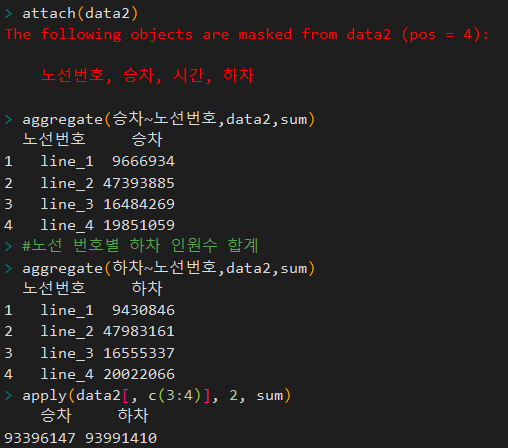 > attach(data2)
The following objects are masked from data2 (pos = 4):
노선번호, 승차, 시간, 하차
> aggregate(승차~노선번호,data2,sum)
노선번호 승차
1 line_1 9666934
2 line_2 47393885
3 line_3 16484269
4 line_4 19851059
> #노선 번호별 하차 인원수 합계
> aggregate(하차~노선번호,data2,sum)
노선번호 하차
1 line_1 9430846
2 line_2 47983161
3 line_3 16555337
4 line_4 20022066
> apply(data2[, c(3:4)], 2, sum)
승차 하차
93396147 93991410